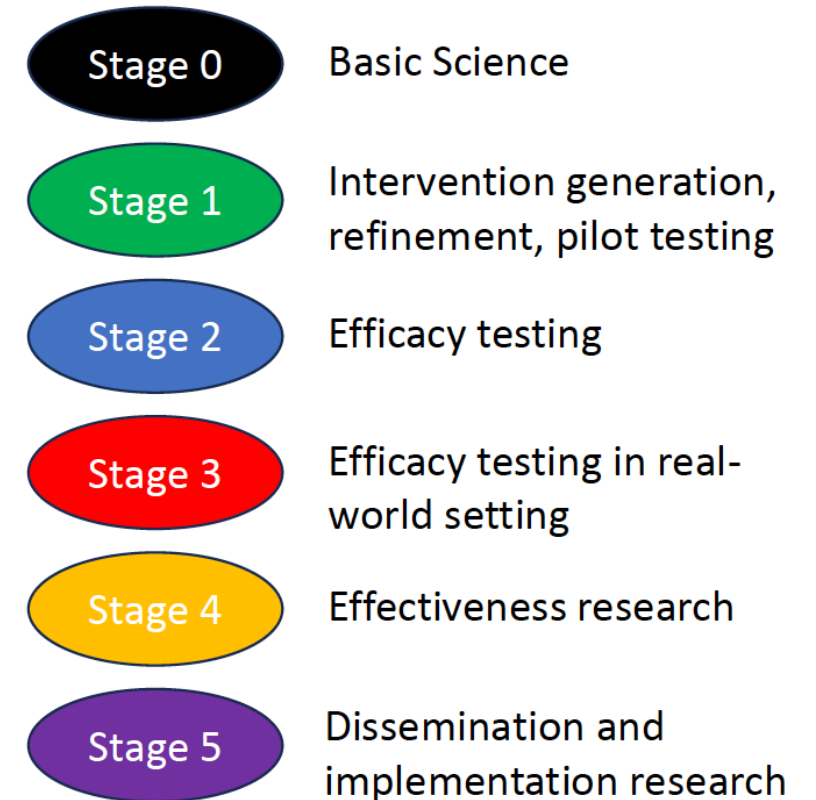 Stage 0
Basic Science
Stage 1
Intervention generation,
refinement, pilot testing
Stage 2
Efficacy testing
Stage 3
Efficacy testing in real-
world setting
Stage 4
Effectiveness research
Stage 5
Dissemination and
implementation research